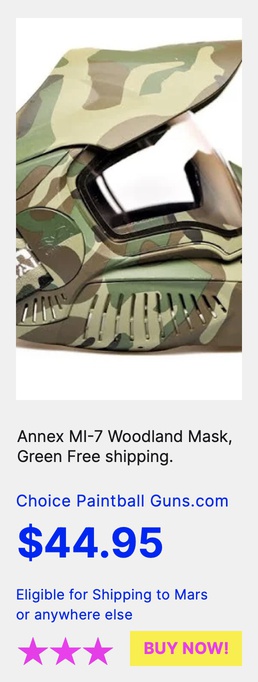 Annex MI-7 Woodland Mask,
Green Free shipping.
Choice Paintball Guns.com
$44.95
Eligible for Shipping to Mars
or anywhere else
BUY NOW!